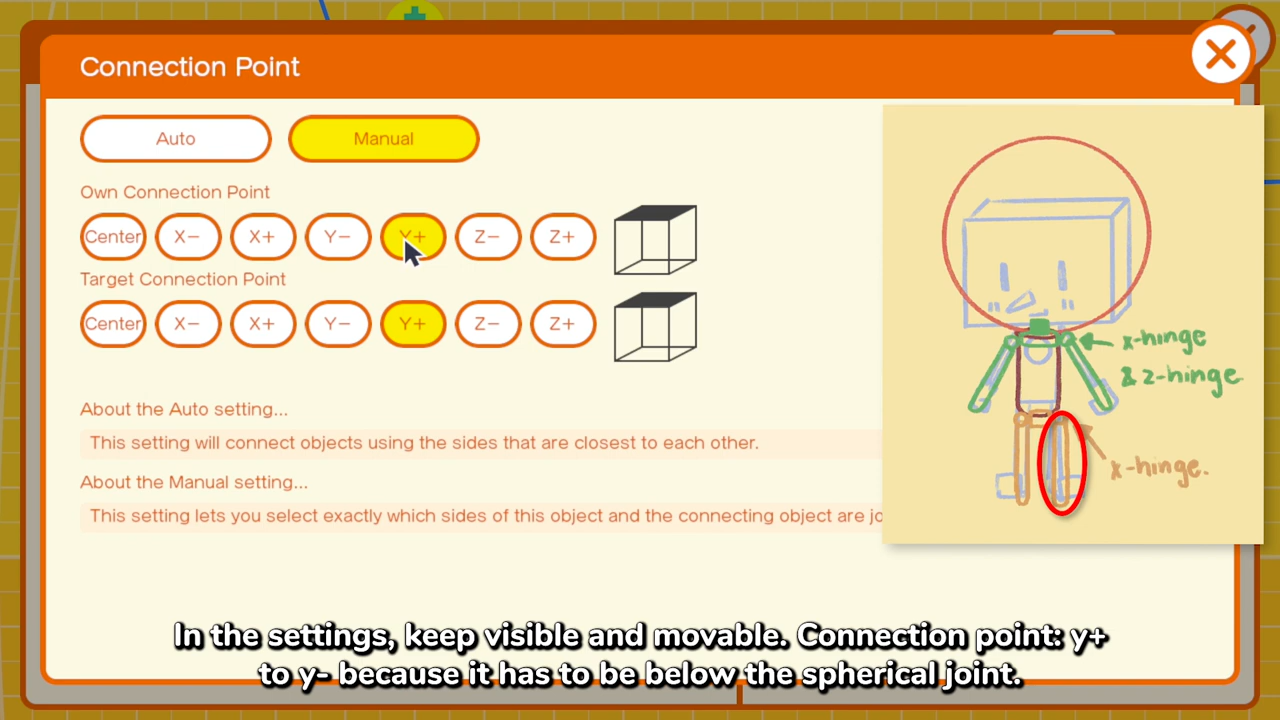 Connection Point
Auto
Manual
Own Connection Point
Center X- X+ Y- Y+ Z- Z+
Target Connection Point
Center X- X+ Y- Y+ Z- Z+
About the Auto setting...
This setting will connect objects using the sides that are closest to each other.
About the Manual setting...
This setting lets you select exactly which sides of this object and the connecting object are jo
x-hinge
& z-hinge.
x-hinge.
In the settings, keep visible and movable. Connection point: y+
to y- because it has to be below the spherical joint.